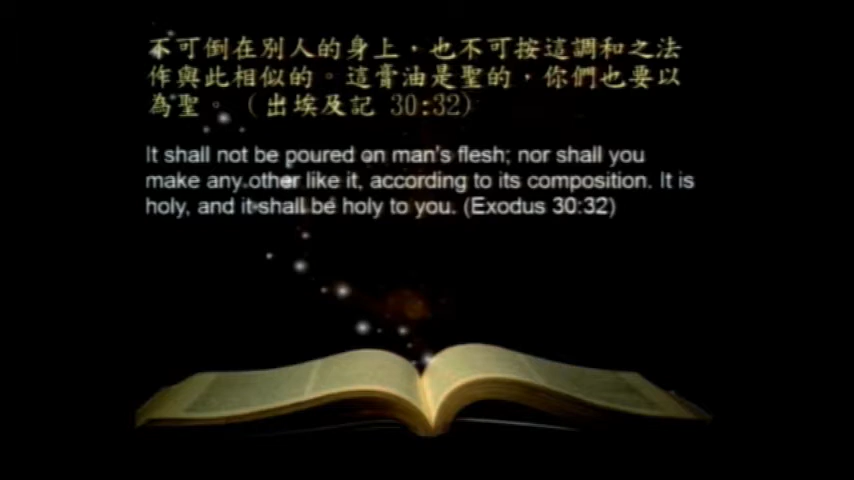 不可倒在別人的身上，也不可按這調和之法
作與此相似的。這膏油是聖的，你們也要以
為聖。（出埃及記 30:32）
It shall not be poured on man's flesh; nor shall you
make any other like it, according to its composition. It is
holy, and it shall be holy to you. (Exodus 30:32)